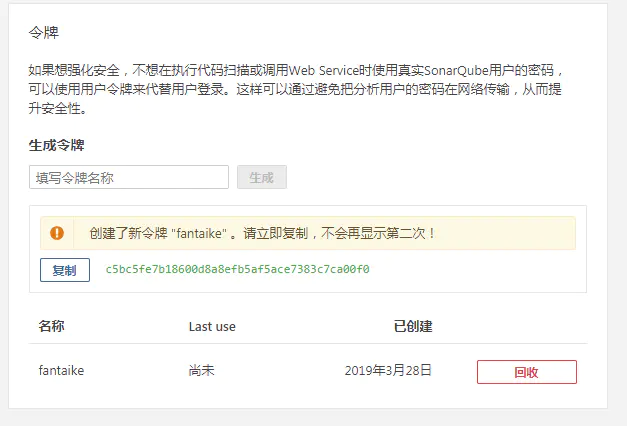 令牌
如果想强化安全，不想在执行代码扫描或调用Web Service时使用真实SonarQube用户的密码，
可以使用用户令牌来代替用户登录。这样可以通过避免把分析用户的密码在网络传输，从而提
升安全性。
生成令牌
填写令牌名称 生成
创建了新令牌 "fantaike" 。请立即复制，不会再显示第二次！
复制 c5bc5fe7b18600d8a8efb5af5ace7383c7ca00f0
名称 Last use 已创建
fantaike 尚未 2019年3月28日 回收